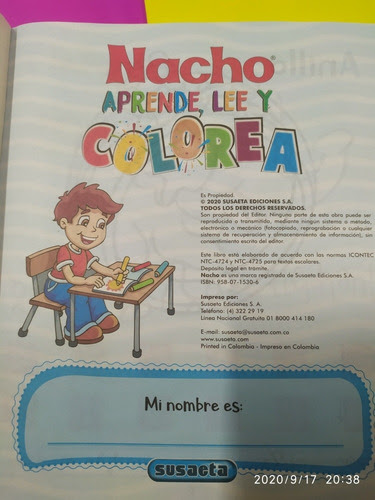 Nacho
APRENDE, LEE Y
COLOREA
Es Propiedad
© 2020 SUSAETA EDICIONES S.A.
TODOS LOS DERECHOS RESERVADOS.
Son propiedad del Editor. Ninguna parte de esta obra puede ser
reproducida o transmitida, mediante ningún sistema o método,
electrónico o mecánico (fotocopiado, reprograbación o cualquier
sistema de recuperación y almacenamiento de información), sin
consentimiento escrito del editor.
Este libro está elaborado de acuerdo con las normas ICONTEC
NTC-4724 y NTC-4725 para textos escolares.
Depósito legal en trámite.
Nacho es una marca registrada de Susaeta Ediciones S.A.
ISBN: 958-07-1530-6
Impreso por:
Susaeta Ediciones S. A.
Teléfono: (4) 322 29 19
Línea Nacional Gratuita 01 8000 414 180
E-mail: susaeta@susaeta.com.co
www.susaeta.com
Printed in Colombia - Impreso en Colombia
Mi nombre es:
susaeta
2020/9/17 20:38